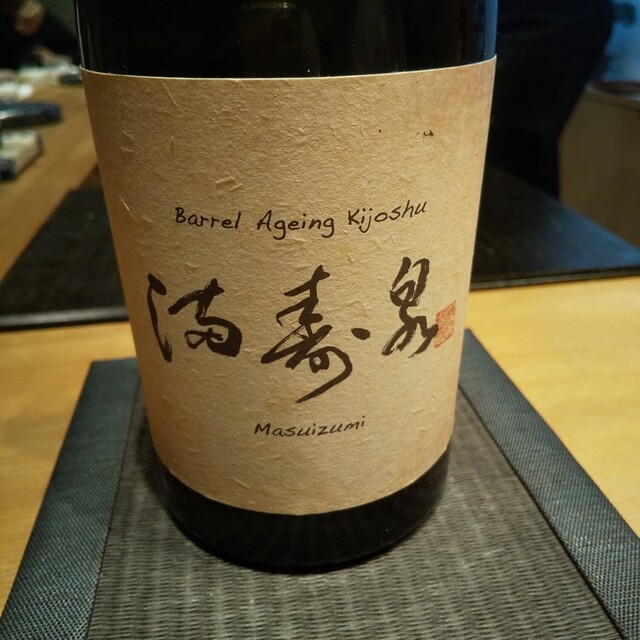 Barrel Ageing Kijoshu
満寿泉
Masuizumi